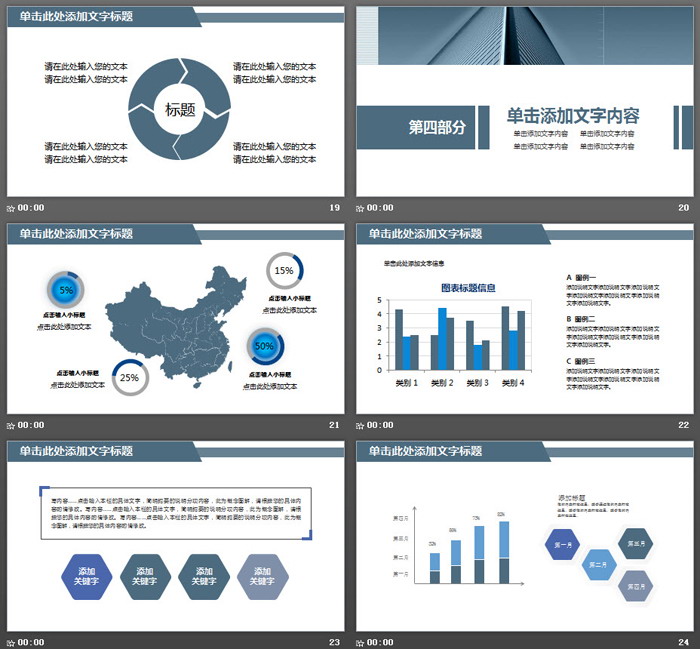 单击此处添加文字标题
请在此处输入您的文本
请在此处输入您的文本
请在此处输入您的文本
请在此处输入您的文本
标题
请在此处输入您的文本
请在此处输入您的文本
请在此处输入您的文本
请在此处输入您的文本
00:00
19
第四部分
单击添加文字内容
单击添加文字内容 单击添加文字内容
单击添加文字内容 单击添加文字内容
00:00
20
单击此处添加文字标题
5%
点击输入小标题
点击此处添加文本
15%
点击输入小标题
点击此处添加文本
50%
点击输入小标题
点击此处添加文本
25%
点击输入小标题
点击此处添加文本
00:00
21
单击此处添加文字标题
单击此处添加文本信息
图表标题信息
5
4
3
2
1
0
类别 1 类别 2 类别 3 类别 4
A 图例一
添加说明文字添加说明文字添加说明文
字添加说明文字添加说明文字添加说明
文字。
B 图例二
添加说明文字添加说明文字添加说明文
字添加说明文字添加说明文字添加说明
文字添加说明文字。
C 图例三
添加说明文字添加说明文字添加说明文
字添加说明文字添加说明文字添加说明
文字添加说明文字。
00:00
22
单击此处添加文字标题
添加
关键字
添加
关键字
添加
关键字
添加
关键字
00:00
23
单击此处添加文字标题
第四月
第三月
第二月
第一月
添加标题
第一月
第二月
第三月
第四月
00:00
24